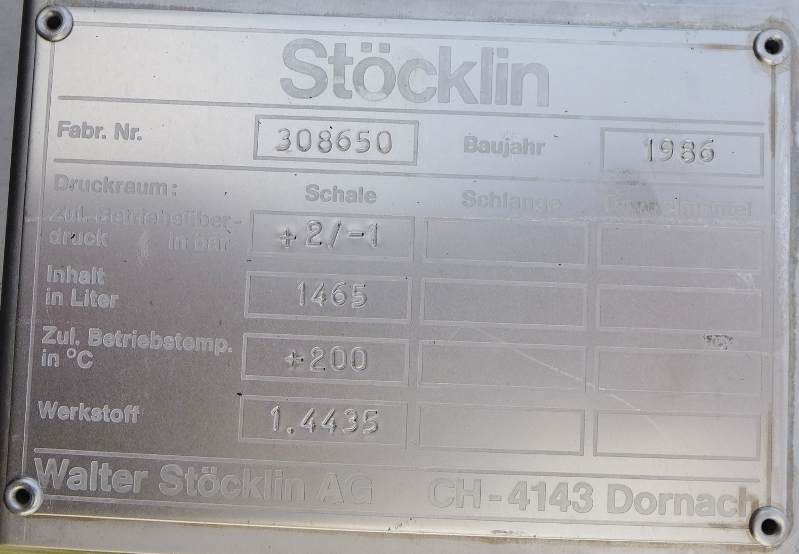 Stöcklin
Fabr. Nr. 308650 Baujahr 1986
Druckraum: Schale Schlange Doppelmantel
Zul. Betriebsüber-
druck in bar +2/-1
Inhalt
in Liter 1465
Zul. Betriebstemp.
in °C +200
Werkstoff 1.4435
Walter Stöcklin AG CH-4143 Dornach